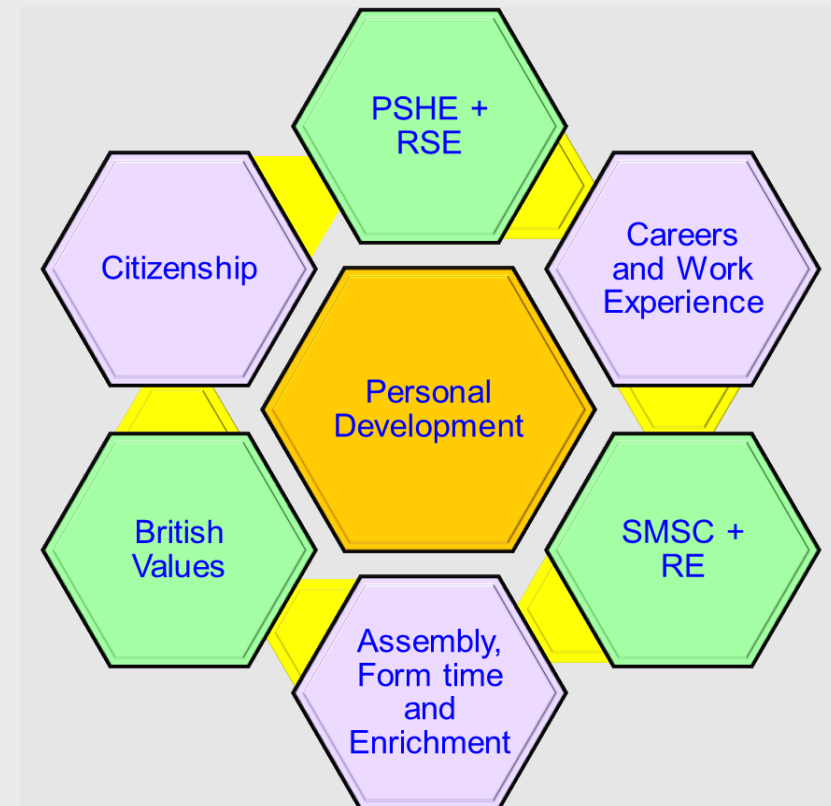 PSHE +
RSE
Careers
and Work
Experience
Citizenship
Personal
Development
British
Values
SMSC +
RE
Assembly,
Form time
and
Enrichment